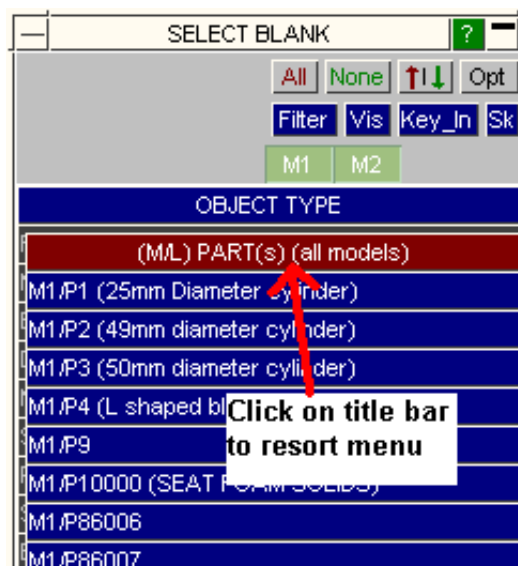 SELECT BLANK ?
All None Opt
Filter Vis Key_In Sk
M1 M2
OBJECT TYPE
(M/L) PART(s) (all models)
M1/P1 (25mm Diameter cylinder)
M1/P2 (49mm diameter cylinder)
M1/P3 (50mm diameter cylinder)
M1/P4 (L shaped bl
Click on title bar
to resort menu
M1/P9
M1/P10000 (SEAT FOAM SOLIDS)
M1/P86006
M1/P86007